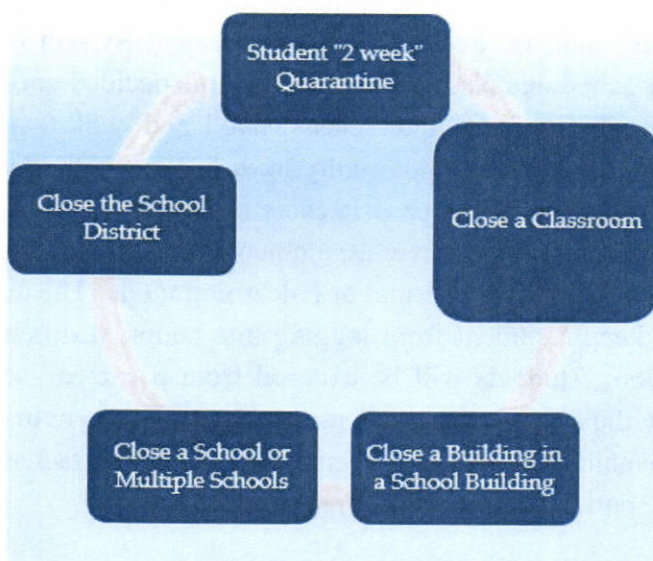 Student "2 week"
Quarantine
Close a Classroom
Close a Building in
a School Building
Close a School or
Multiple Schools
Close the School
District